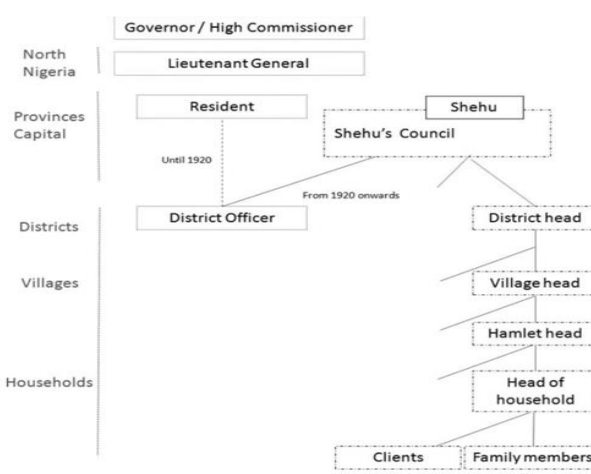 Governor / High Commissioner
North
Nigeria
Lieutenant General
Provinces
Capital
Resident
Shehu
Shehu's Council
Until 1920
From 1920 onwards
Districts
District Officer
District head
Villages
Village head
Hamlet head
Households
Head of
household
Clients
Family members